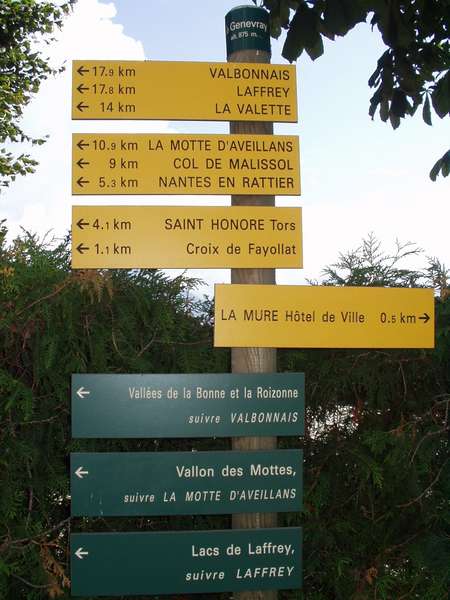 Genevrey
alt. 875 m.
← 17.9 km VALBONNAIS
← 17.8 km LAFFREY
← 14 km LA VALETTE
← 10.9 km LA MOTTE D'AVEILLANS
← 9 km COL DE MALISSOL
← 5.3 km NANTES EN RATTIER
← 4.1 km SAINT HONORE Tors
← 1.1 km Croix de Fayollat
LA MURE Hôtel de Ville 0.5 km →
← Vallées de la Bonne et la Roizonne
suivre VALBONNAIS
← Vallon des Mottes,
suivre LA MOTTE D'AVEILLANS
← Lacs de Laffrey,
suivre LAFFREY